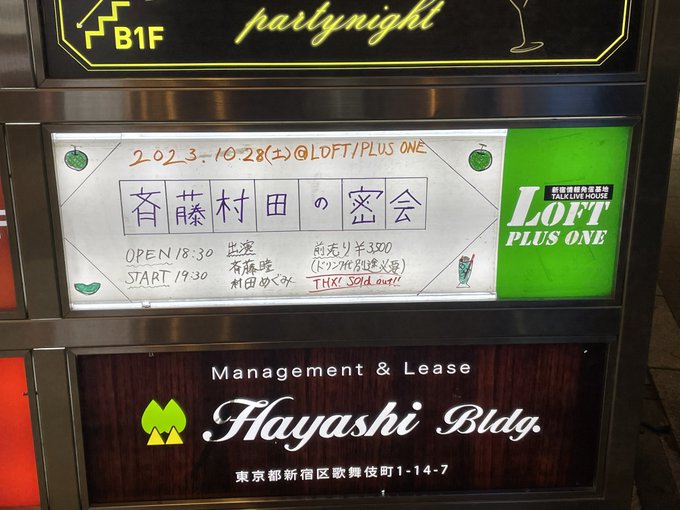 partynight
B1F
2023.10.28(土)@LOFT/PLUS ONE
斉藤村田の密会
OPEN 18:30
START 19:30
出演
斉藤瞳
村田めぐみ
前売り¥3,500
(ドリンク代別途必要)
THX! Sold out!!
新宿情報発信基地
TALK LIVE HOUSE
LOFT
PLUS ONE
Management & Lease
Hayashi Bldg.
東京都新宿区歌舞伎町1-14-7